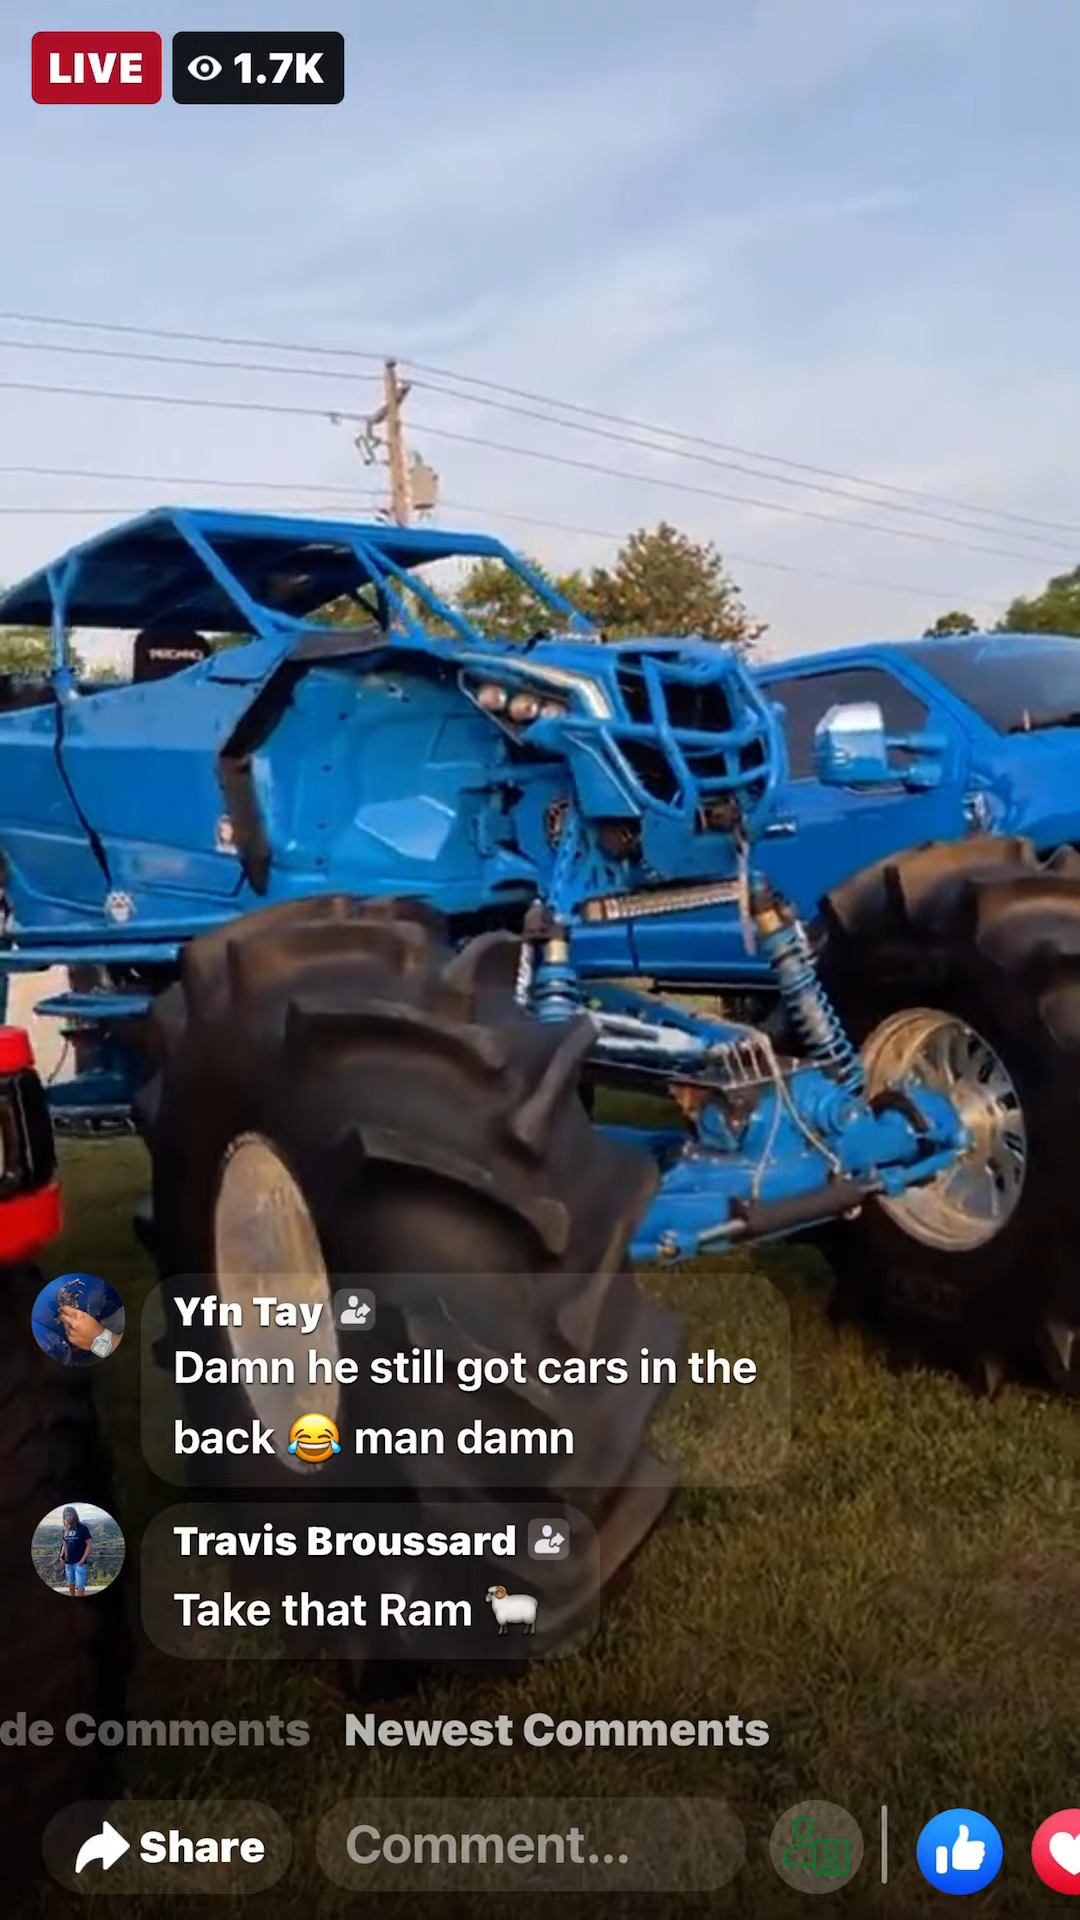 LIVE 1.7K
Yfn Tay
Damn he still got cars in the
back 😂 man damn
Travis Broussard
Take that Ram 🐏
de Comments Newest Comments
Share Comment...